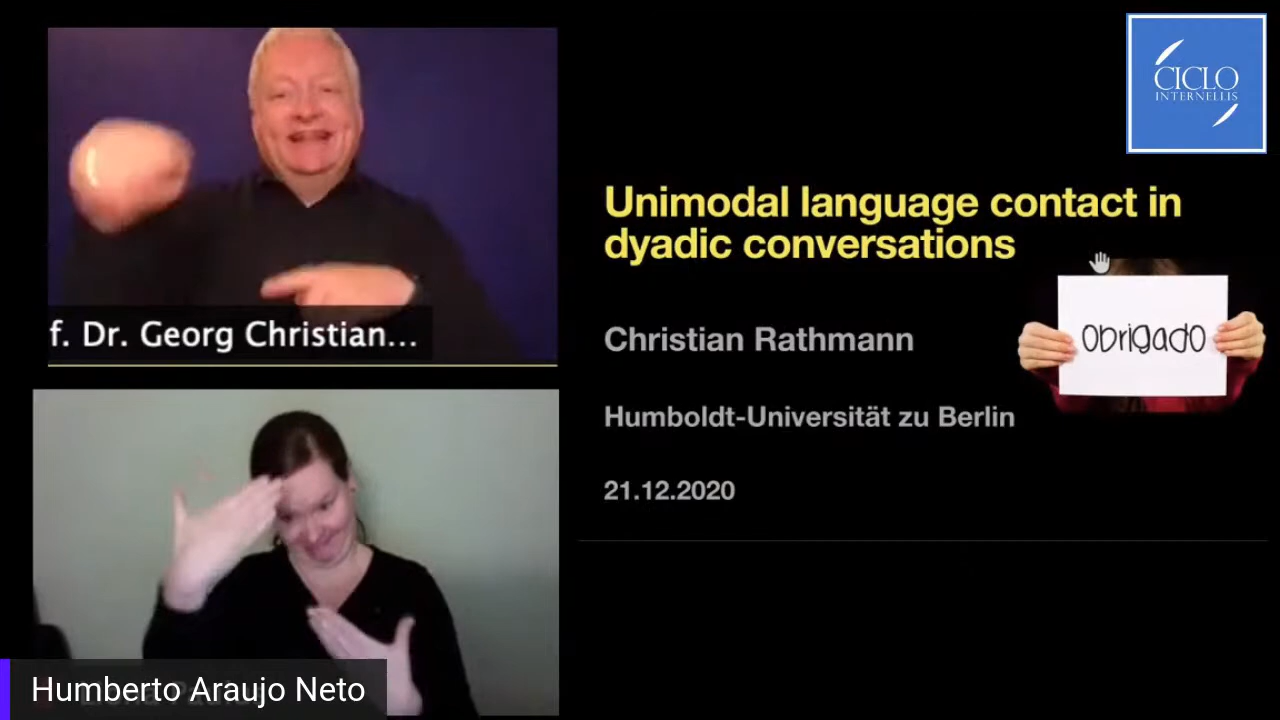 f. Dr. Georg Christian...
Humberto Araujo Neto
CICLO
INTERNELLIS
Unimodal language contact in
dyadic conversations
Christian Rathmann
Obrigado
Humboldt-Universität zu Berlin
21.12.2020